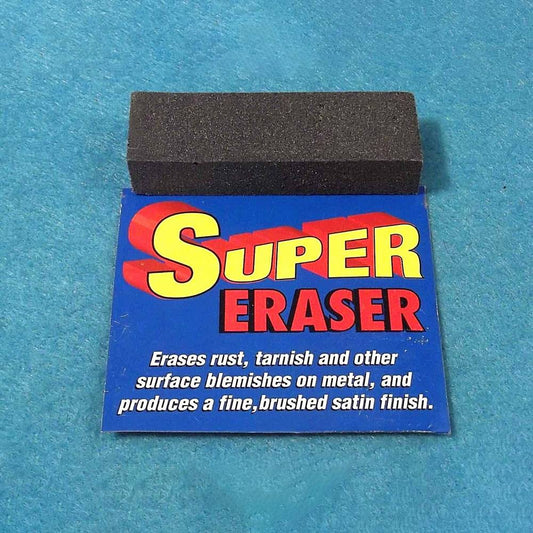 SUPER
ERASER
Erases rust, tarnish and other
surface blemishes on metal, and
produces a fine,brushed satin finish.